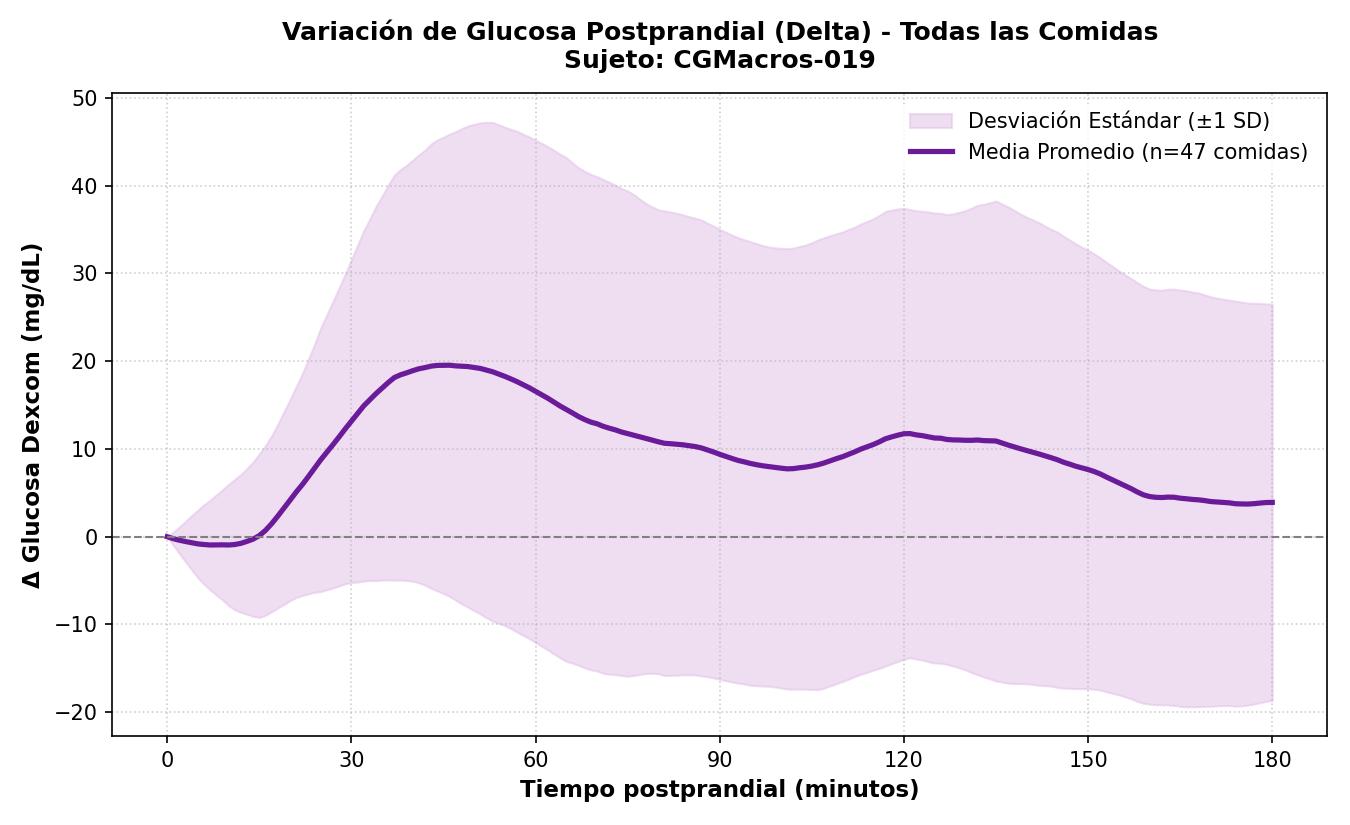 Variación de Glucosa Postprandial (Delta) - Todas las Comidas
Sujeto: CGMacros-019
Desviación Estándar (±1 SD)
Media Promedio (n=47 comidas)
Δ Glucosa Dexcom (mg/dL)
50
40
30
20
10
0
−10
−20
0 30 60 90 120 150 180
Tiempo postprandial (minutos)